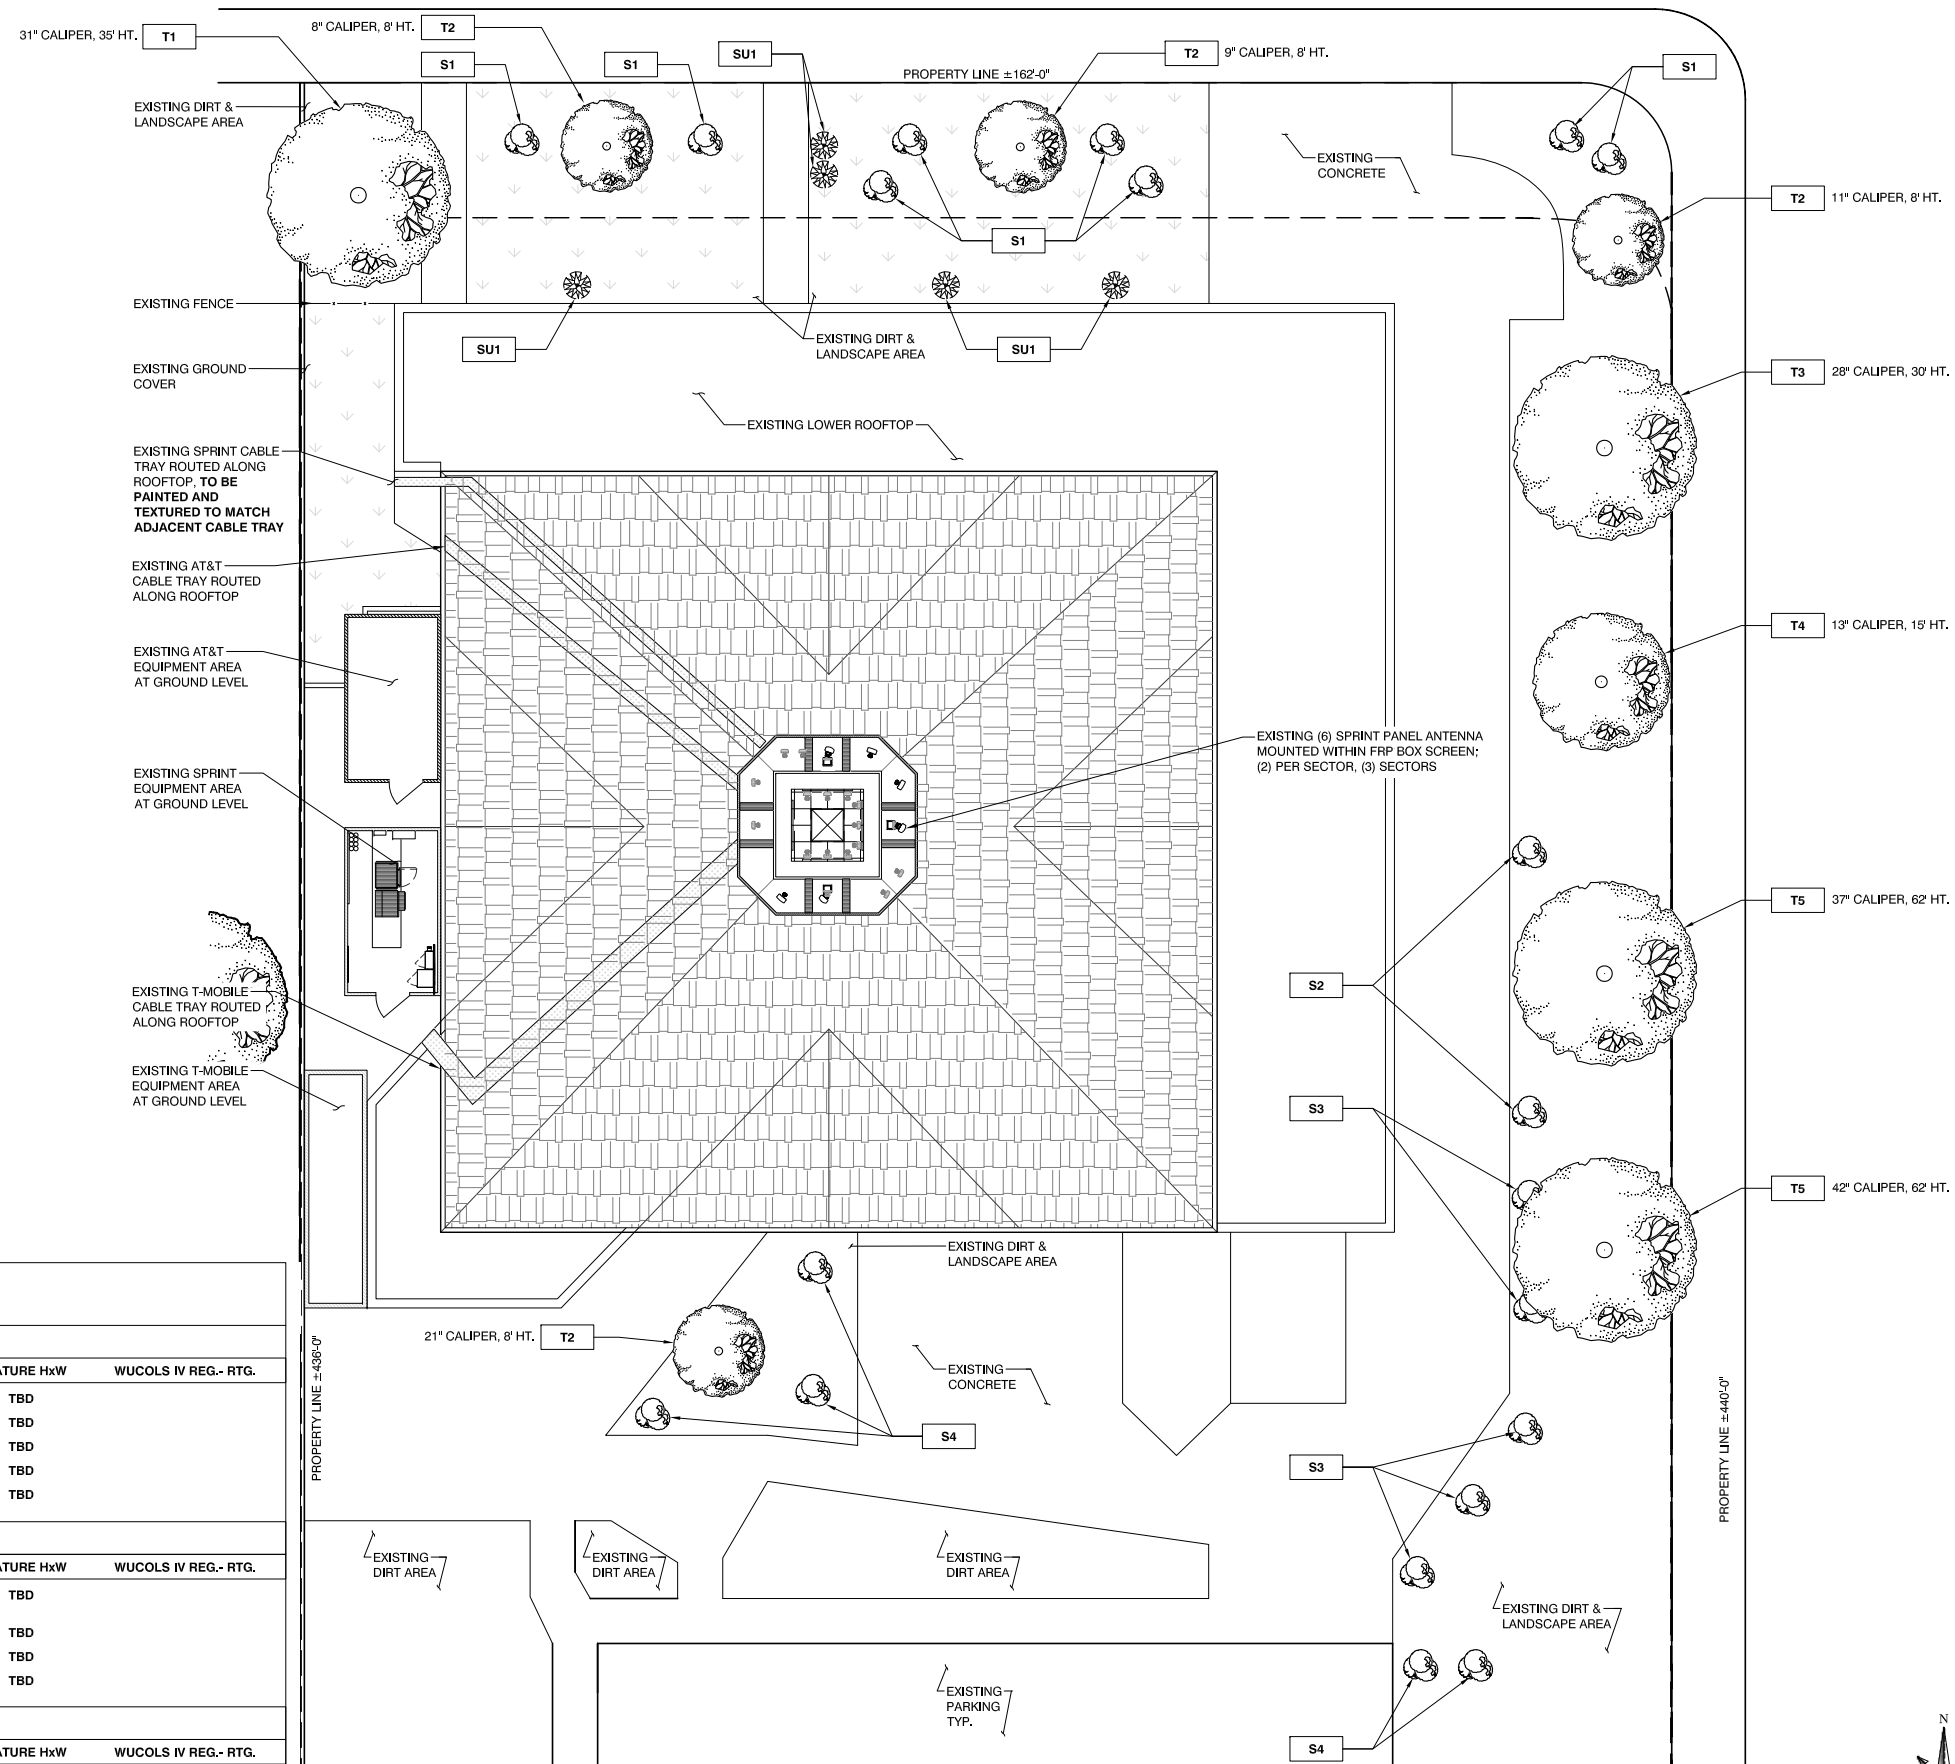 31" CALIPER, 35' HT.
T1
8" CALIPER, 8' HT.
T2
S1
S1
SU1
PROPERTY LINE ±162'-0"
T2
9" CALIPER, 8' HT.
S1
EXISTING DIRT &
LANDSCAPE AREA
EXISTING
CONCRETE
T2
11" CALIPER, 8' HT.
S1
EXISTING FENCE
SU1
EXISTING DIRT &
LANDSCAPE AREA
SU1
EXISTING GROUND
COVER
T3
28" CALIPER, 30' HT.
EXISTING LOWER ROOFTOP
EXISTING SPRINT CABLE
TRAY ROUTED ALONG
ROOFTOP, TO BE
PAINTED AND
TEXTURED TO MATCH
ADJACENT CABLE TRAY
EXISTING AT&T
CABLE TRAY ROUTED
ALONG ROOFTOP
T4
13" CALIPER, 15' HT.
EXISTING AT&T
EQUIPMENT AREA
AT GROUND LEVEL
EXISTING (6) SPRINT PANEL ANTENNA
MOUNTED WITHIN FRP BOX SCREEN;
(2) PER SECTOR, (3) SECTORS
EXISTING SPRINT
EQUIPMENT AREA
AT GROUND LEVEL
T5
37" CALIPER, 62' HT.
S2
EXISTING T-MOBILE
CABLE TRAY ROUTED
ALONG ROOFTOP
EXISTING T-MOBILE
EQUIPMENT AREA
AT GROUND LEVEL
S3
T5
42" CALIPER, 62' HT.
EXISTING DIRT &
LANDSCAPE AREA
21" CALIPER, 8' HT.
T2
EXISTING
CONCRETE
S4
PROPERTY LINE ±436'-0"
PROPERTY LINE ±440'-0"
S3
ATURE HxW WUCOLS IV REG.- RTG.
TBD
TBD
TBD
TBD
TBD
ATURE HxW WUCOLS IV REG.- RTG.
TBD
TBD
TBD
TBD
ATURE HxW WUCOLS IV REG.- RTG.
EXISTING
DIRT AREA
EXISTING
DIRT AREA
EXISTING
DIRT AREA
EXISTING DIRT &
LANDSCAPE AREA
EXISTING
PARKING
TYP.
S4
N